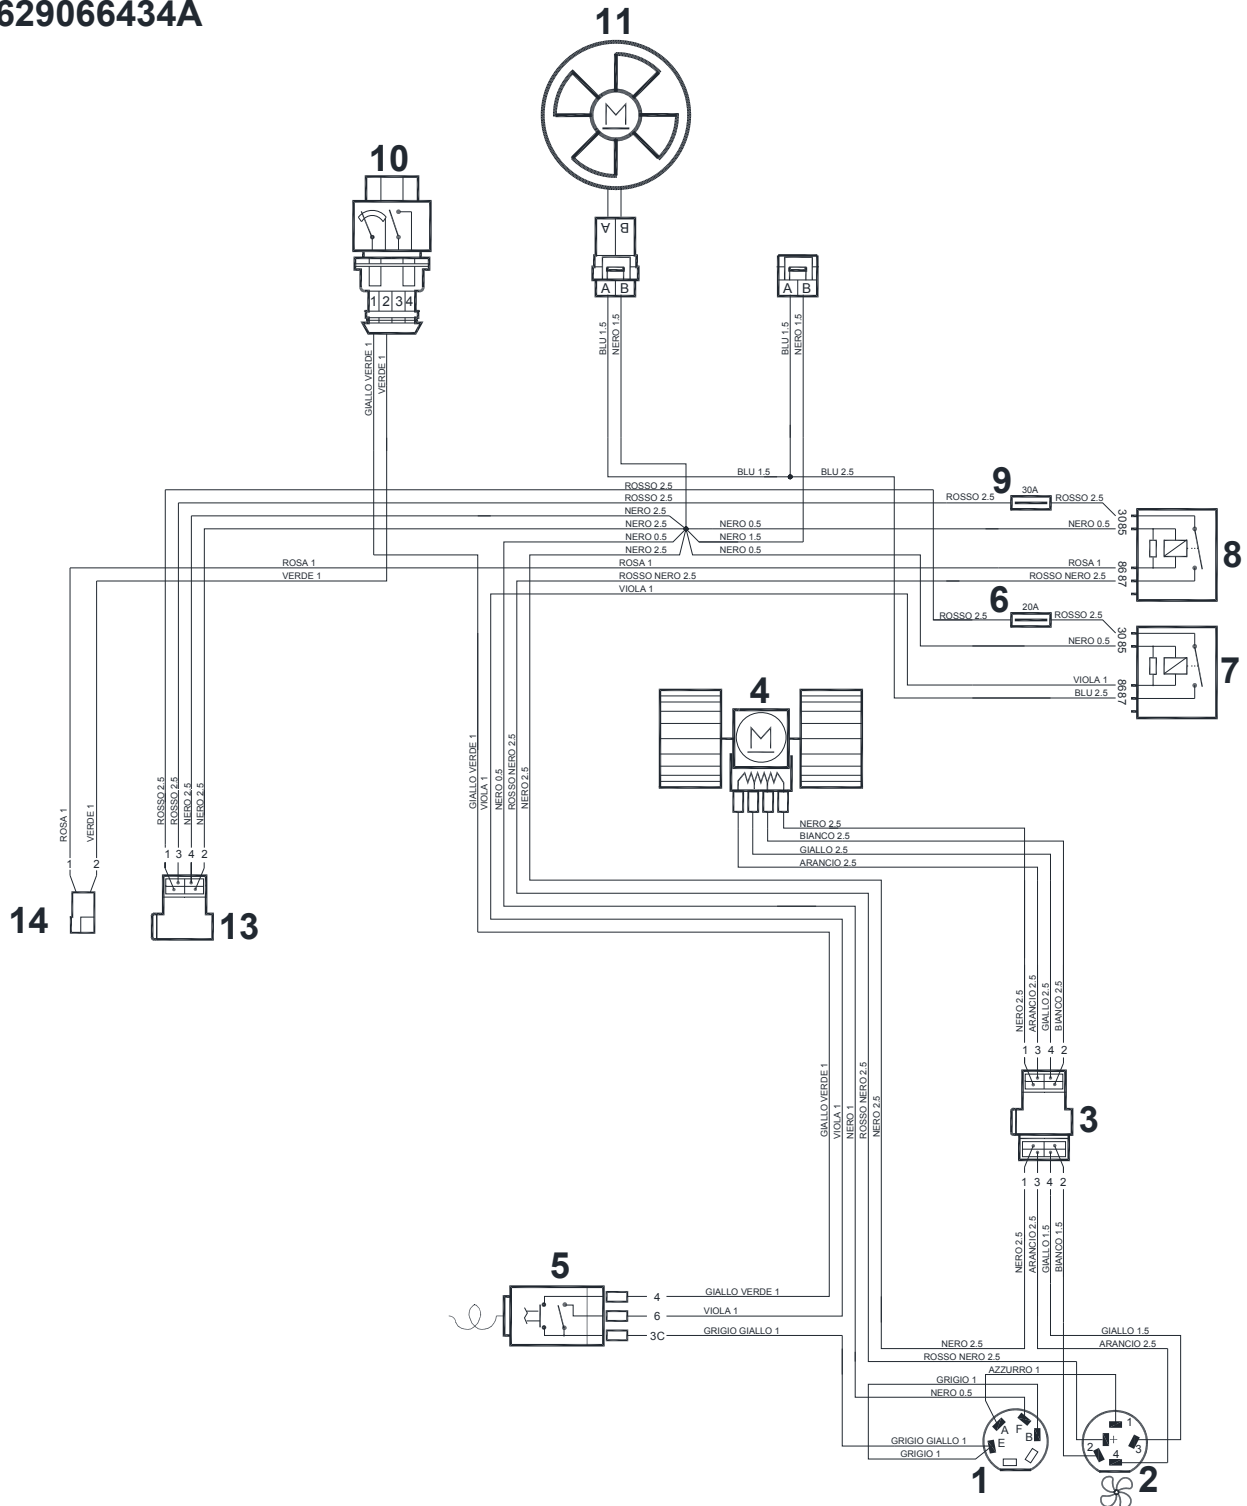 629066434A
11
10
M
A B
A B
A B
1 2 3 4
BLU 1.5
NERO 1.5
BLU 1.5
NERO 1.5
GIALLO VERDE 1
VERDE 1
BLU 1.5
BLU 2.5
ROSSO 2.5
9
30A
ROSSO 2.5
ROSSO 2.5
ROSSO 2.5
NERO 2.5
30
85
NERO 2.5
NERO 0.5
NERO 0.5
NERO 0.5
NERO 1.5
NERO 2.5
NERO 0.5
8
ROSA 1
ROSA 1
ROSA 1
86
87
VERDE 1
ROSSO NERO 2.5
ROSSO NERO 2.5
VIOLA 1
6
20A
ROSSO 2.5
ROSSO 2.5
30
85
NERO 0.5
7
VIOLA 1
86
87
BLU 2.5
4
M
GIALLO VERDE 1
VIOLA 1
NERO 0.5
ROSSO NERO 2.5
NERO 2.5
ROSA 1
VERDE 1
ROSSO 2.5
ROSSO 2.5
NERO 2.5
NERO 2.5
NERO 2.5
BIANCO 2.5
GIALLO 2.5
ARANCIO 2.5
1 2
1 3 4 2
14
13
NERO 2.5
ARANCIO 2.5
GIALLO 2.5
BIANCO 2.5
1 3 4 2
GIALLO VERDE 1
VIOLA 1
NERO 1
ROSSO NERO 2.5
NERO 2.5
3
1 3 4 2
NERO 2.5
ARANCIO 2.5
GIALLO 1.5
BIANCO 1.5
5
4
GIALLO VERDE 1
6
VIOLA 1
3C
GRIGIO GIALLO 1
GIALLO 1.5
NERO 2.5
ARANCIO 2.5
ROSSO NERO 2.5
AZZURRO 1
GRIGIO 1
NERO 0.5
A F B E
GRIGIO GIALLO 1
GRIGIO 1
1
1
+
2
3
4
2